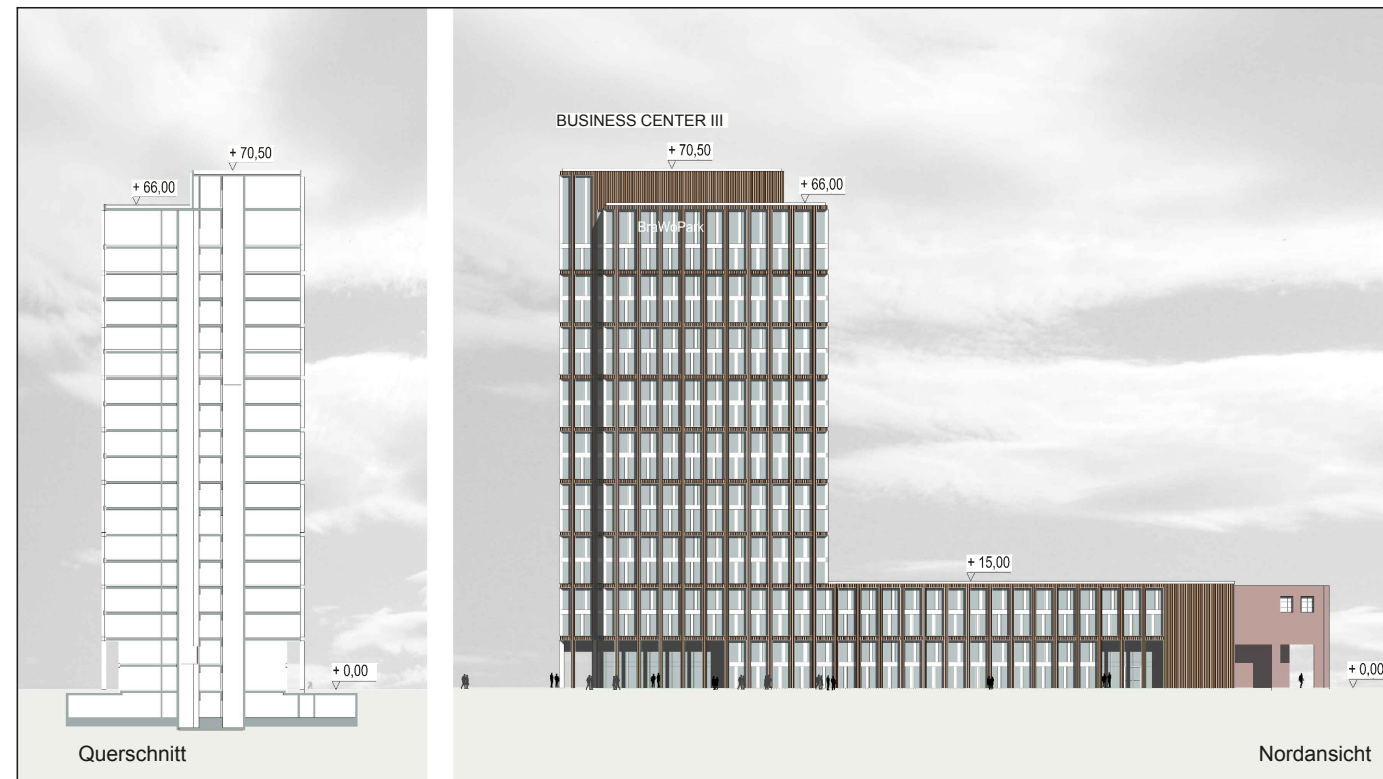 + 70,50
+ 66,00
+ 0,00
Querschnitt
BUSINESS CENTER III
+ 70,50
+ 66,00
BraWoPark
+ 15,00
+ 0,00
Nordansicht